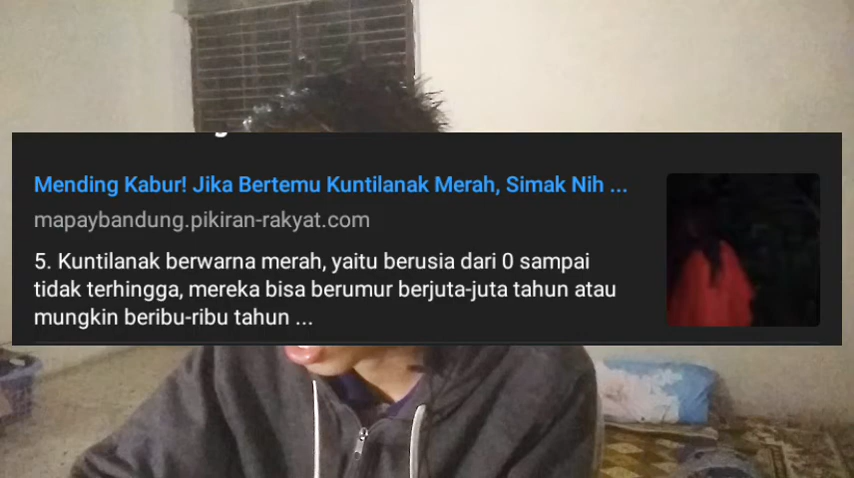 Mending Kabur! Jika Bertemu Kuntilanak Merah, Simak Nih ...
mapaybandung.pikiran-rakyat.com
5. Kuntilanak berwarna merah, yaitu berusia dari 0 sampai
tidak terhingga, mereka bisa berumur berjuta-juta tahun atau
mungkin beribu-ribu tahun ...